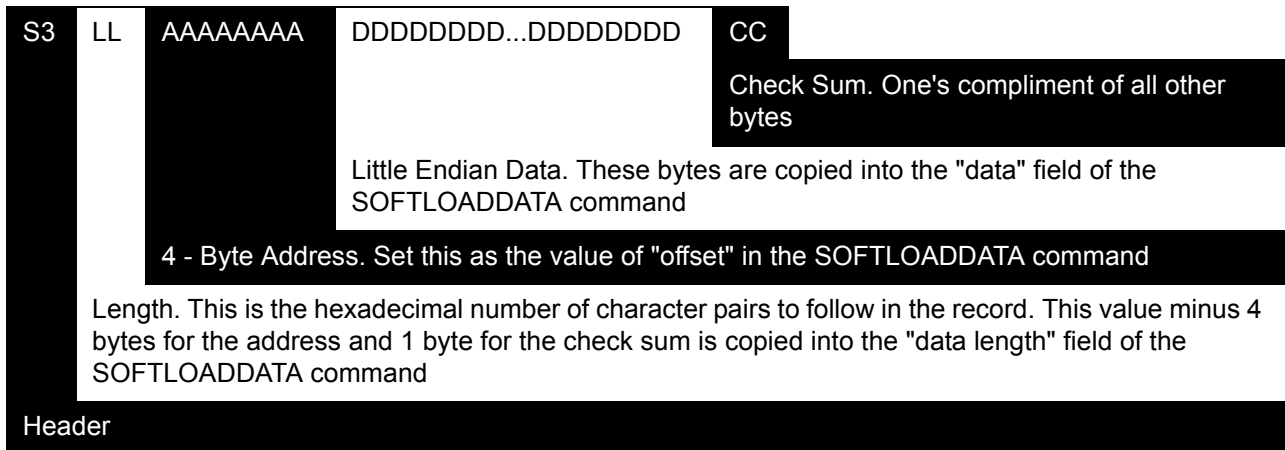 S3 LL AAAAAAAA DDDDDDDD...DDDDDDDD CC
Check Sum. One's compliment of all other
bytes
Little Endian Data. These bytes are copied into the "data" field of the
SOFTLOADDATA command
4 - Byte Address. Set this as the value of "offset" in the SOFTLOADDATA command
Length. This is the hexadecimal number of character pairs to follow in the record. This value minus 4
bytes for the address and 1 byte for the check sum is copied into the "data length" field of the
SOFTLOADDATA command
Header